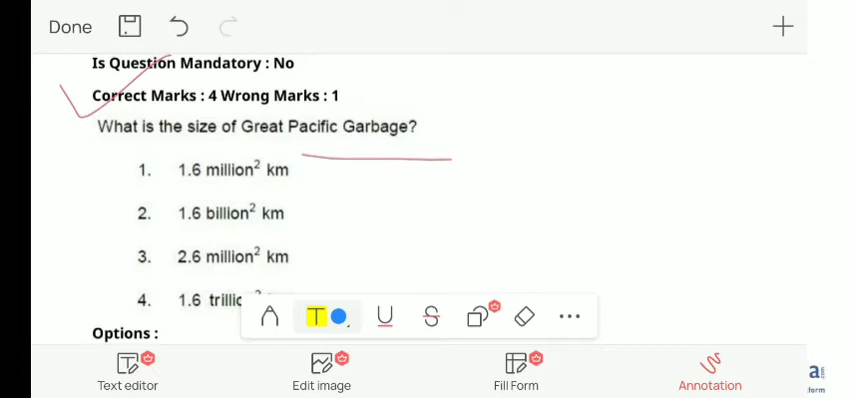 Done
Is Question Mandatory : No
Correct Marks : 4 Wrong Marks : 1
What is the size of Great Pacific Garbage?
1. 1.6 million² km
2. 1.6 billion² km
3. 2.6 million² km
4. 1.6
Options :
Text editor
Edit image
Fill Form
Annotation